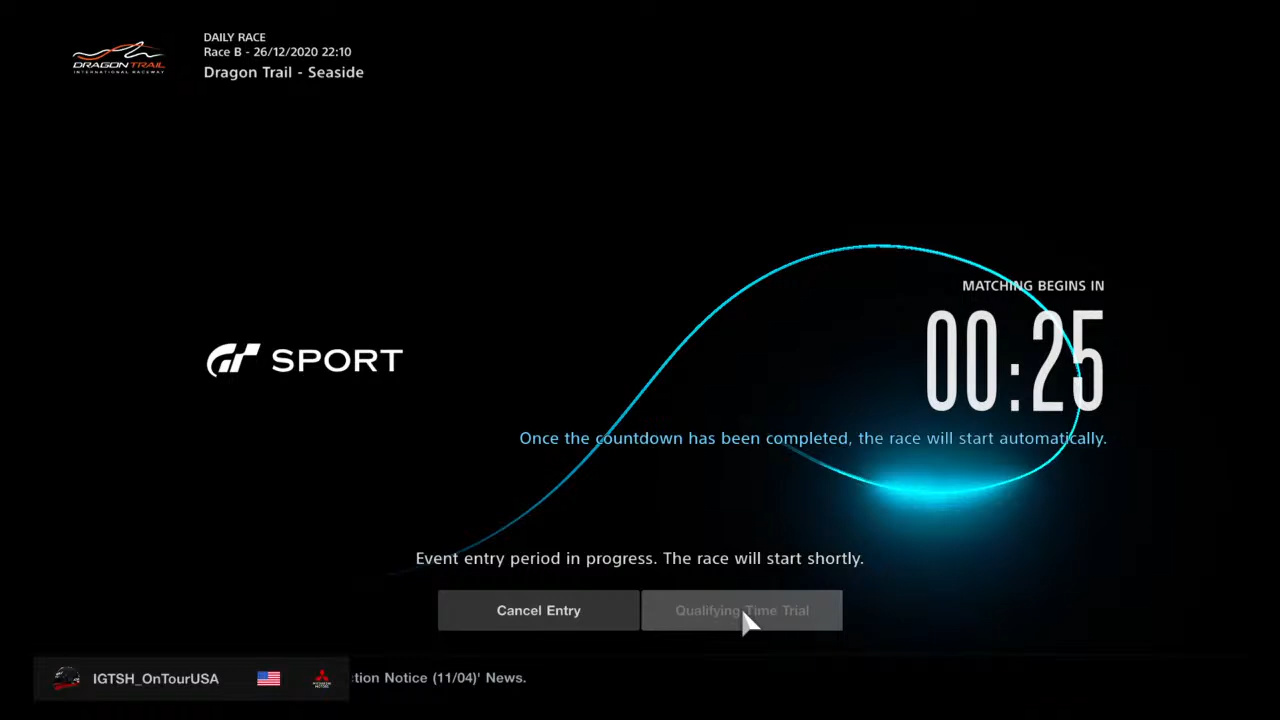 DRAGON TRAIL
INTERNATIONAL RACEWAY
DAILY RACE
Race B - 26/12/2020 22:10
Dragon Trail - Seaside
MATCHING BEGINS IN
00:25
GT SPORT
Once the countdown has been completed, the race will start automatically.
Event entry period in progress. The race will start shortly.
Cancel Entry
Qualifying Time Trial
IGTSH_OnTourUSA
ction Notice (11/04)' News.